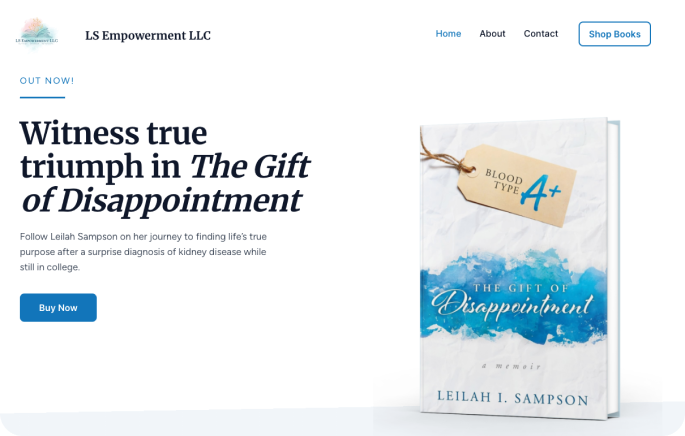 LS EMPOWERMENT LLC
LS Empowerment LLC
Home
About
Contact
Shop Books
OUT NOW!
Witness true
triumph in The Gift
of Disappointment
Follow Leilah Sampson on her journey to finding life's true
purpose after a surprise diagnosis of kidney disease while
still in college.
Buy Now
BLOOD
TYPE A+
THE GIFT OF
Disappointment
a memoir
LEILAH I. SAMPSON